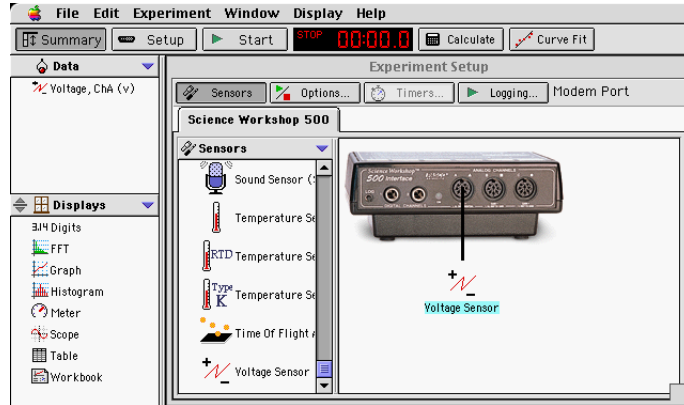 File Edit Experiment Window Display Help
Summary Setup Start STOP 00:00.0 Calculate Curve Fit
Data
Voltage, ChA (v)
Displays
3.14 Digits
FFT
Graph
Histogram
Meter
Scope
Table
Workbook
Experiment Setup
Sensors Options... Timers... Logging... Modem Port
Science Workshop 500
Sensors
Sound Sensor (
Temperature Se
RTD Temperature Se
Type K Temperature Se
Time Of Flight
Voltage Sensor
Science Workshop™
500 Interface
ANALOG CHANNELS
DIGITAL CHANNELS
Voltage Sensor